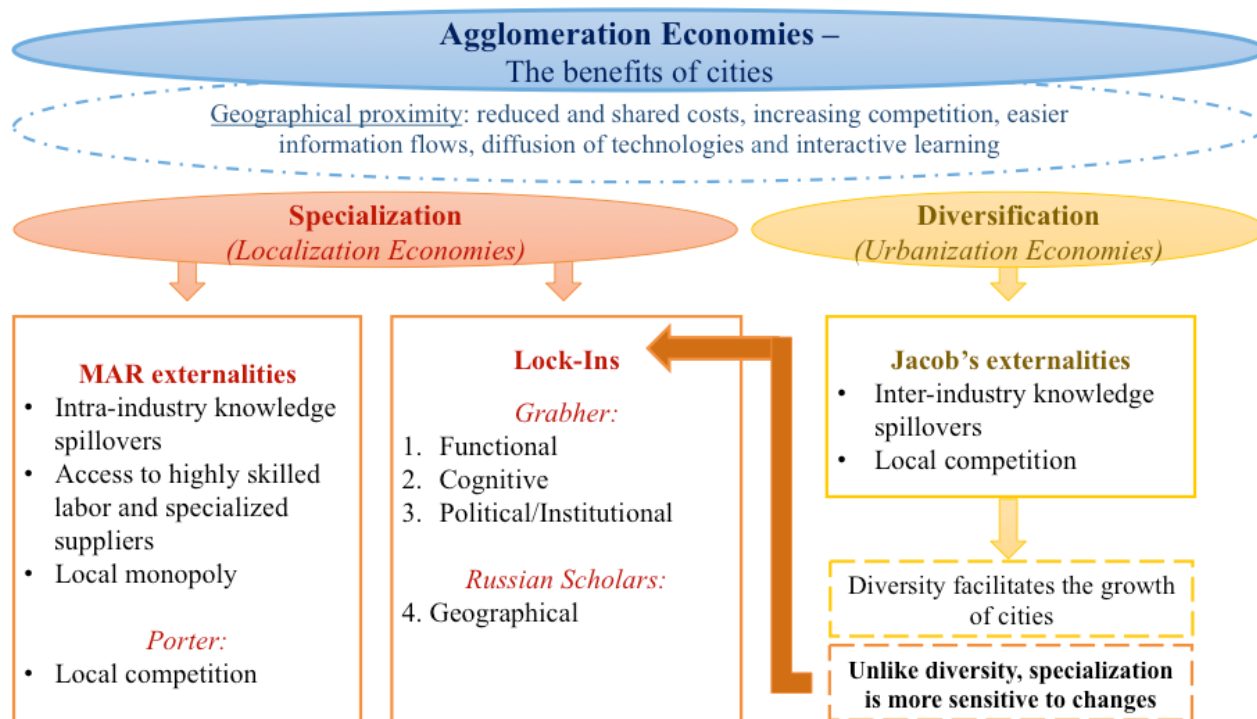 Agglomeration Economies –
The benefits of cities
Geographical proximity: reduced and shared costs, increasing competition, easier
information flows, diffusion of technologies and interactive learning
Specialization
(Localization Economies)
Diversification
(Urbanization Economies)
MAR externalities
• Intra-industry knowledge
spillovers
• Access to highly skilled
labor and specialized
suppliers
• Local monopoly
Porter:
• Local competition
Lock-Ins
Grabher:
1. Functional
2. Cognitive
3. Political/Institutional
Russian Scholars:
4. Geographical
Jacob’s externalities
• Inter-industry knowledge
spillovers
• Local competition
Diversity facilitates the growth
of cities
Unlike diversity, specialization
is more sensitive to changes